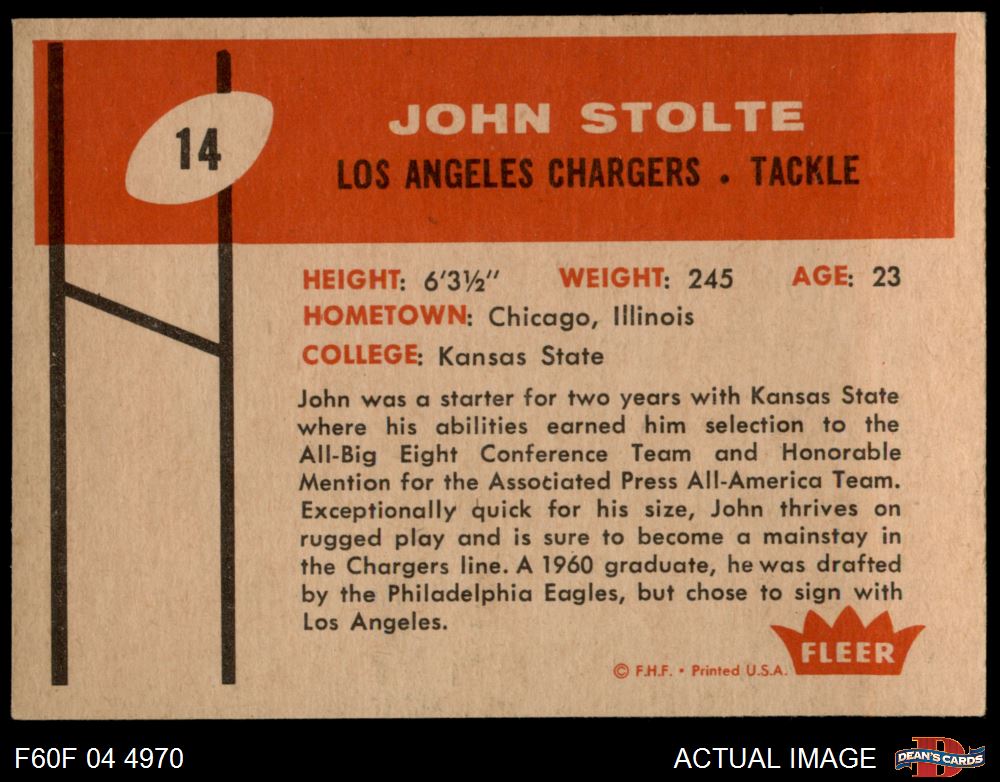 14
JOHN STOLTE
LOS ANGELES CHARGERS . TACKLE
HEIGHT: 6'3½" WEIGHT: 245 AGE: 23
HOMETOWN: Chicago, Illinois
COLLEGE: Kansas State
John was a starter for two years with Kansas State
where his abilities earned him selection to the
All-Big Eight Conference Team and Honorable
Mention for the Associated Press All-America Team.
Exceptionally quick for his size, John thrives on
rugged play and is sure to become a mainstay in
the Chargers line. A 1960 graduate, he was drafted
by the Philadelphia Eagles, but chose to sign with
Los Angeles.
FLEER
© F.H.F. • Printed U.S.A.
F60F 04 4970 ACTUAL IMAGE D DEAN'S CARDS